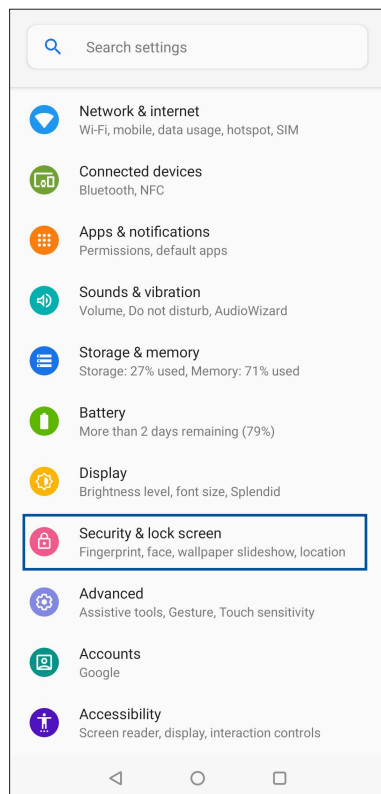 Search settings
Network & internet
Wi-Fi, mobile, data usage, hotspot, SIM
Connected devices
Bluetooth, NFC
Apps & notifications
Permissions, default apps
Sounds & vibration
Volume, Do not disturb, AudioWizard
Storage & memory
Storage: 27% used, Memory: 71% used
Battery
More than 2 days remaining (79%)
Display
Brightness level, font size, Splendid
Security & lock screen
Fingerprint, face, wallpaper slideshow, location
Advanced
Assistive tools, Gesture, Touch sensitivity
Accounts
Google
Accessibility
Screen reader, display, interaction controls